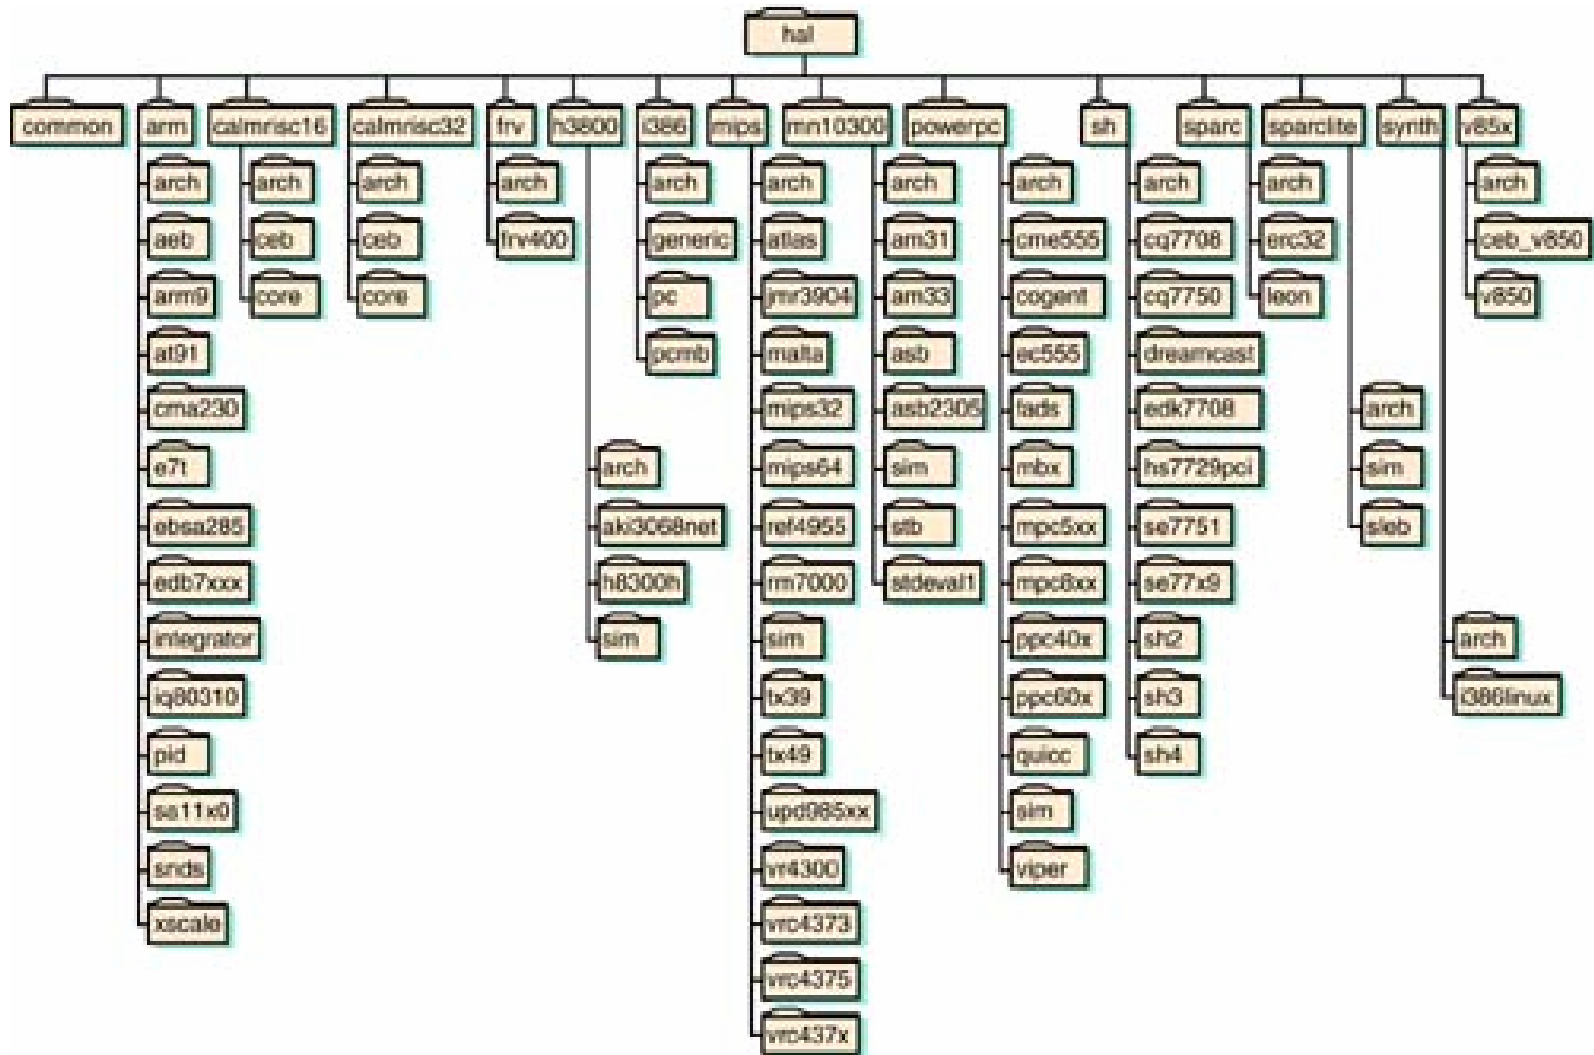 hal
common arm calmrisc16 calmrisc32 frv h3800 i386 mips mn10300 powerpc sh sparc sparclite synth v85x
arch arch arch arch arch arch arch arch arch arch arch
aeb ceb ceb frv400 generic atlas am31 cme555 cq7708 erc32 ceb_v850
arm9 core core pc jmr3904 am33 cogent cq7750 leon v850
at91 pcmb malta asb ec555 dreamcast
cma230 mips32 asb2305 fads edk7708 arch
e7t arch mips64 sim mbx hs7729pci sim
ebsa285 aki3068net ref4955 stb mpc5xx se7751 sleb
edb7xxx h8300h rm7000 stdeval1 mpc8xx se77x9
integrator sim sim ppc40x sh2 arch
iq80310 tx39 ppc60x sh3 i386linux
pid tx49 quicc sh4
sa11x0 upd985xx sim
snds vr4300 viper
xscale vrc4373
vrc4375
vrc437x